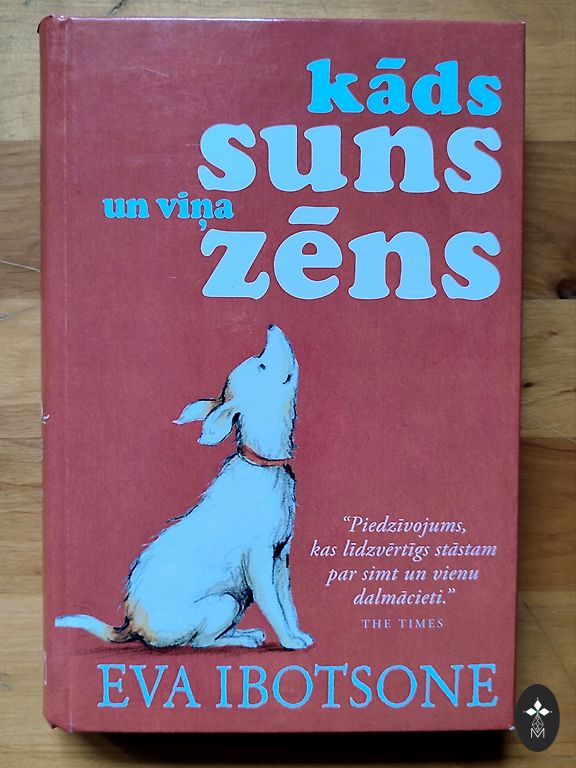 kāds
suns
un viņa
zēns
“Piedzīvojums,
kas līdzvērtīgs stāstam
par simt un vienu
dalmācieti.”
THE TIMES
EVA IBOTSONE
M